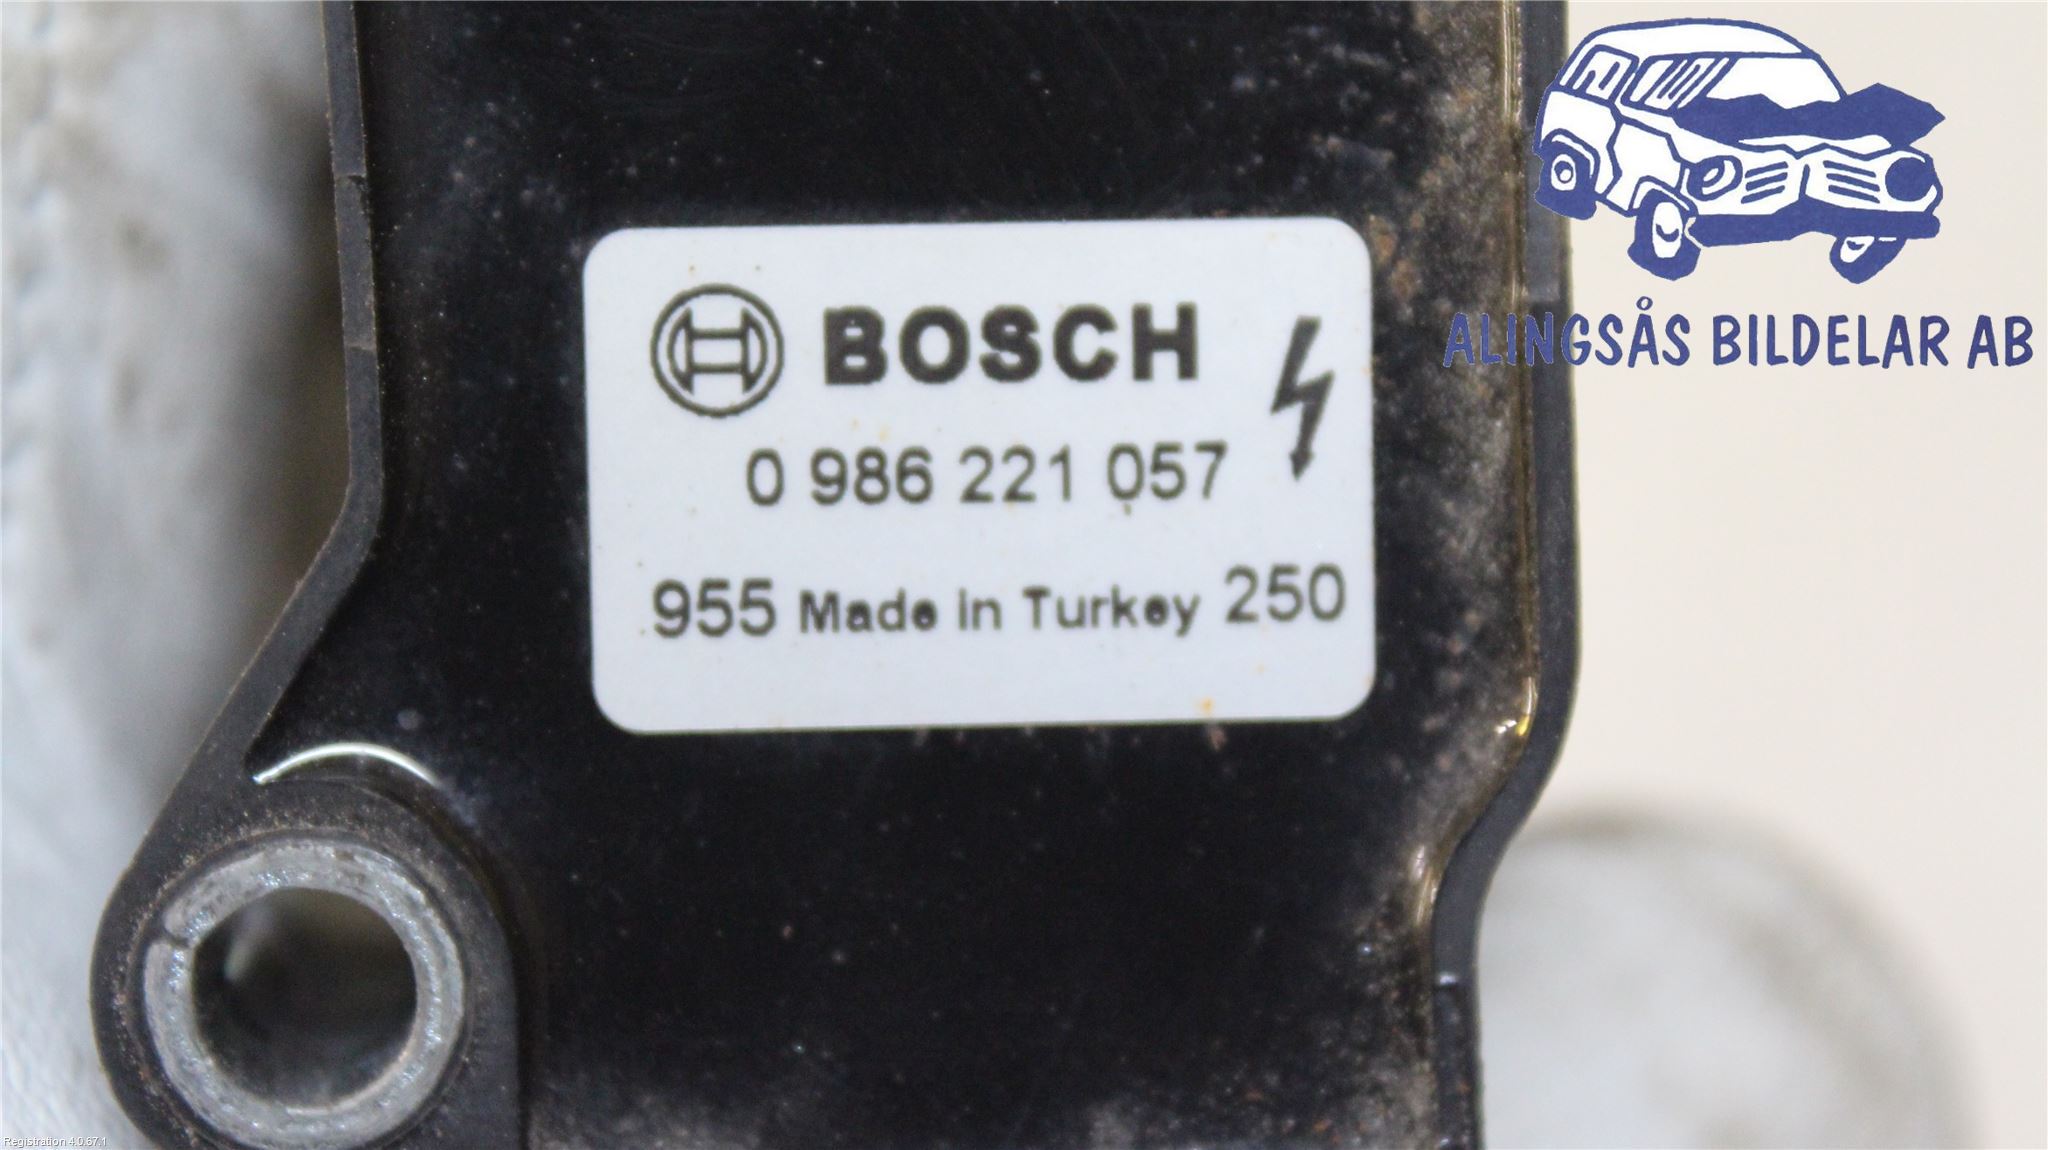 BOSCH
0 986 221 057
955 Made in Turkey 250
ALINGSÅS BILDELAR AB
Registration 4.0.67.1